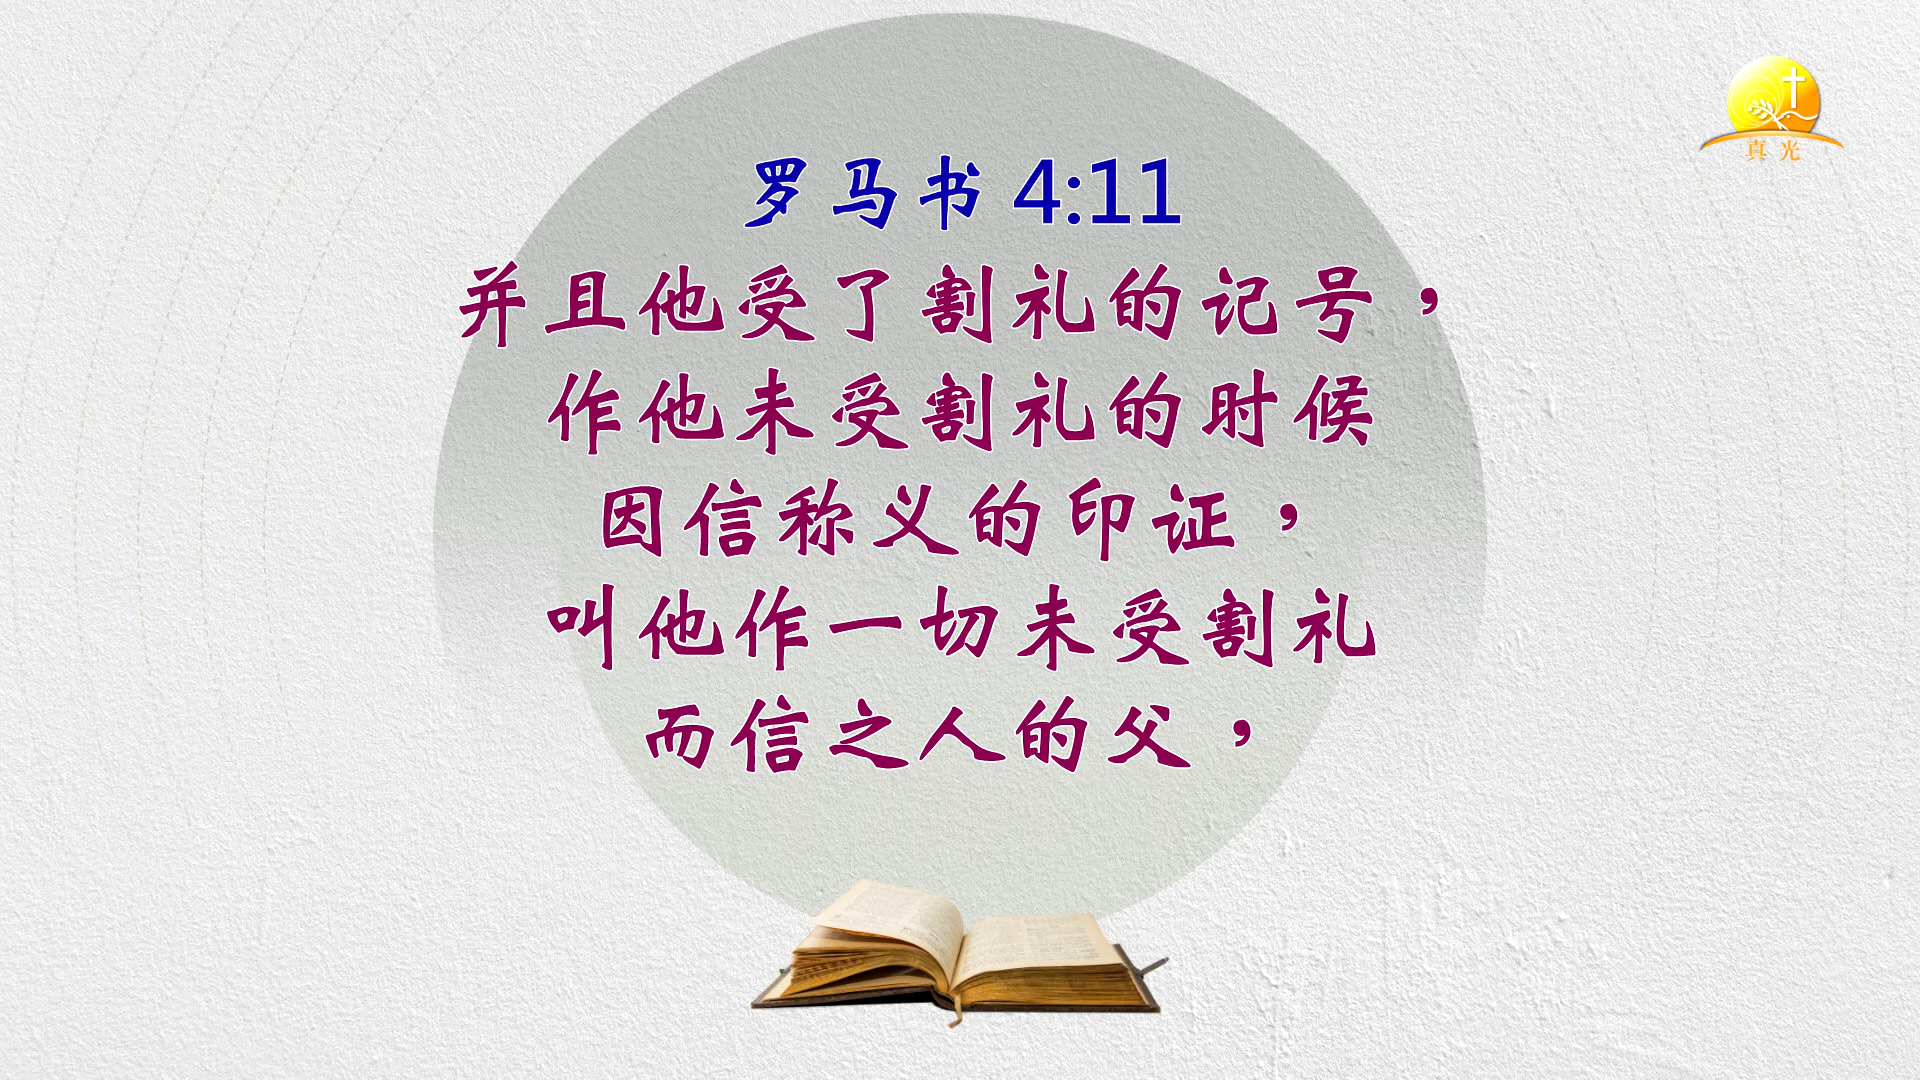 真光
罗马书 4:11
并且他受了割礼的记号，
作他未受割礼的时候
因信称义的印证，
叫他作一切未受割礼
而信之人的父，